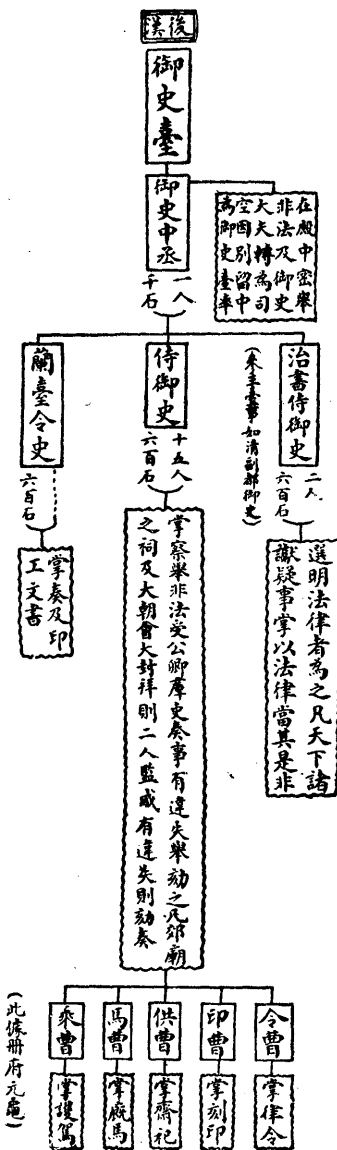 後漢
御史臺
御史中丞
一人
千石
在殿中密舉
非法及御史
大夫轉為司
空因別留中
為御史臺率
治書侍御史
二人
六百石
選明法律者為之凡天下諸
讞疑事掌以法律當其是非
侍御史
十五人
六百石
掌察舉非法受公卿羣吏奏事有違失舉劾之凡郊廟
之祠及大朝會大封拜則二人監威有違失則劾奏
蘭臺令史
六百石
掌奏及印
工文書
令曹
掌律令
印曹
掌刻印
供曹
掌齋祀
馬曹
掌廐馬
乘曹
掌護駕
(此據册府元龜)